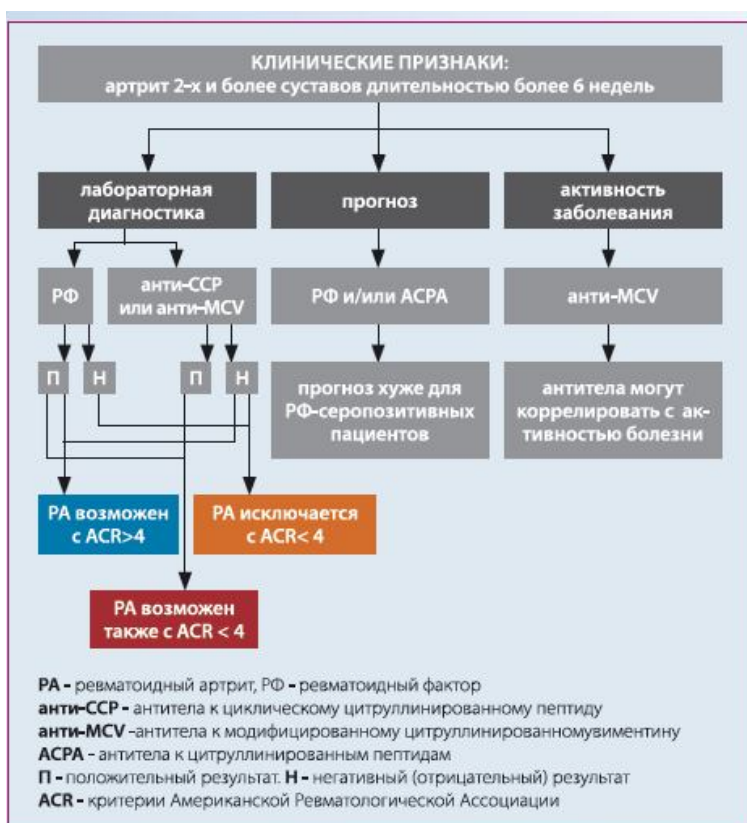 КЛИНИЧЕСКИЕ ПРИЗНАКИ:
артрит 2-х и более суставов длительностью более 6 недель
лабораторная
диагностика
прогноз
активность
заболевания
РФ
анти-ССР
или анти-MCV
РФ и/или АСРА
анти-MCV
П
Н
П
Н
прогноз хуже для
РФ-серопозитивных
пациентов
антитела могут
коррелировать с ак-
тивностью болезни
РА возможен
с ACR>4
РА исключается
с ACR< 4
РА возможен
также с ACR < 4
РА - ревматоидный артрит, РФ - ревматоидный фактор
анти-ССР - антитела к циклическому цитруллинированному пептиду
анти-MCV -антитела к модифицированному цитруллинированномувиментину
АСРА - антитела к цитруллинированным пептидам
П - положительный результат. Н - негативный (отрицательный) результат
ACR - критерии Американской Ревматологической Ассоциации